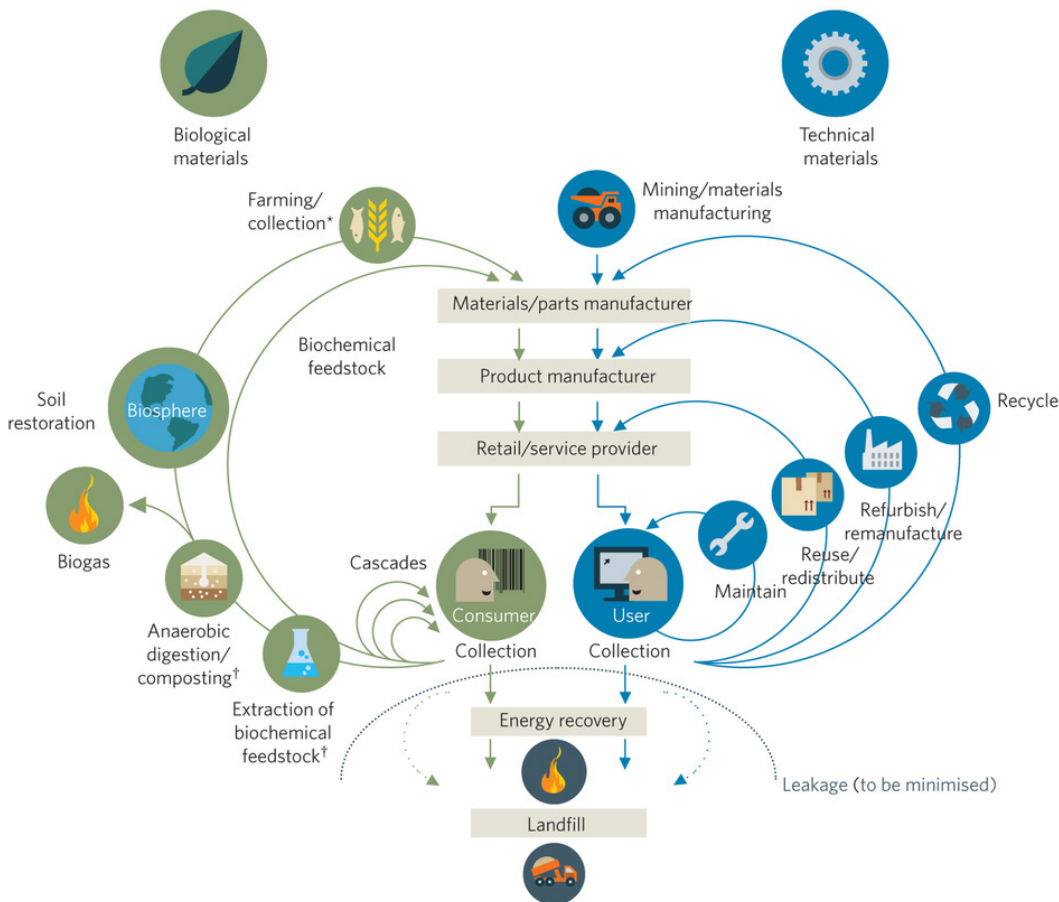 Biological
materials
Technical
materials
Farming/
collection*
Mining/materials
manufacturing
Materials/parts manufacturer
Biochemical
feedstock
Product manufacturer
Soil
restoration
Biosphere
Recycle
Retail/service provider
Refurbish/
remanufacture
Biogas
Reuse/
redistribute
Cascades
Maintain
Consumer
User
Anaerobic
digestion/
composting†
Collection
Collection
Extraction of
biochemical
feedstock†
Energy recovery
Leakage (to be minimised)
Landfill